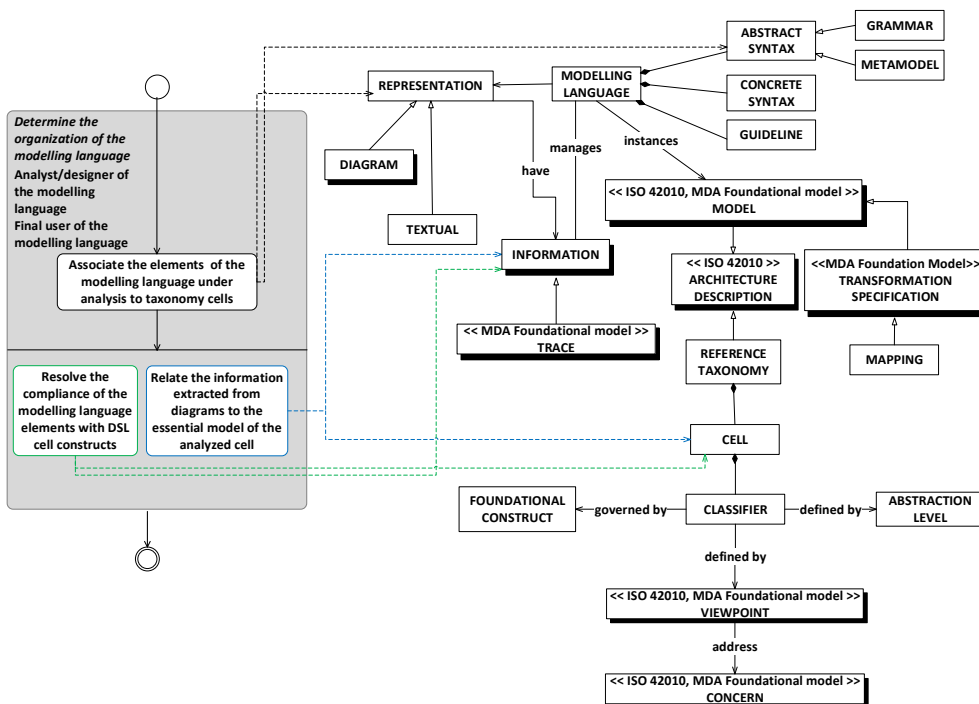 ABSTRACT
SYNTAX
GRAMMAR
METAMODEL
REPRESENTATION
MODELLING
LANGUAGE
CONCRETE
SYNTAX
GUIDELINE
Determine the
organization of the
modelling language
Analyst/designer of
the modelling
language
Final user of the
modelling language
DIAGRAM
have
manages
instances
TEXTUAL
<< ISO 42010, MDA Foundational model >>
MODEL
Associate the elements  of the
modelling language under
analysis to taxonomy cells
INFORMATION
<< ISO 42010 >>
ARCHITECTURE
DESCRIPTION
<<MDA Foundation Model>>
TRANSFORMATION
SPECIFICATION
<< MDA Foundational model >>
TRACE
REFERENCE
TAXONOMY
MAPPING
Resolve the
compliance of the
modelling language
elements with DSL
cell constructs
Relate the information
extracted from
diagrams to the
essential model of the
analyzed cell
CELL
FOUNDATIONAL
CONSTRUCT
governed by
CLASSIFIER
defined by
ABSTRACTION
LEVEL
defined by
<< ISO 42010, MDA Foundational model >>
VIEWPOINT
address
<< ISO 42010, MDA Foundational model >>
CONCERN